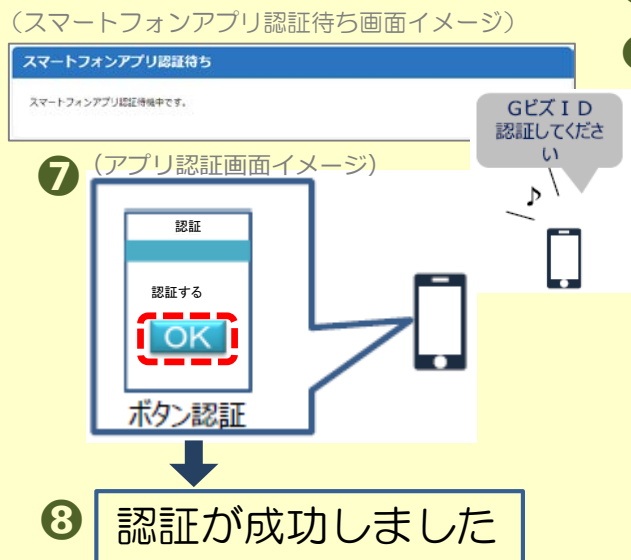 （スマートフォンアプリ認証待ち画面イメージ）
スマートフォンアプリ認証待ち
スマートフォンアプリ認証待機中です。
GビズＩＤ
認証してくださ
い
♪
❼
（アプリ認証画面イメージ）
認証
認証する
OK
ボタン認証
❽
認証が成功しました